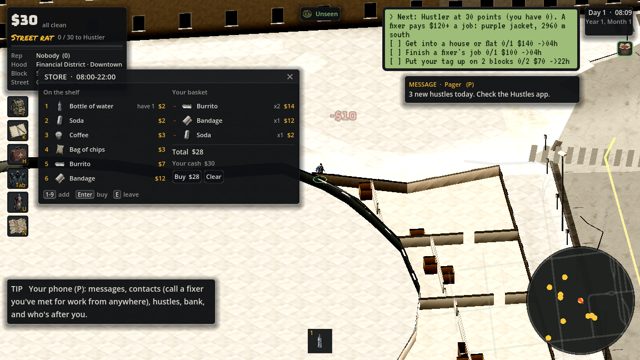 $30 all clean
STREET RAT 0 / 30 to Hustler
Rep Nobody (0)
Hood Financial District · Downtown
Block
Street
Unseen
> Next: Hustler at 30 points (you have 0). A
fixer pays $120+ a job: purple jacket, 2960 m
south
[ ] Get into a house or flat 0/1 $140 ->04h
[ ] Finish a fixer's job 0/1 $100 ->04h
[ ] Put your tag up on 2 blocks 0/2 $70 ->22h
Day 1 · 08:09
Year 1, Month 1
MESSAGE · Pager (P)
3 new hustles today. Check the Hustles app.
STORE · 08:00-22:00 ×
On the shelf
1 Bottle of water have 1 $2
2 Soda $2
3 Coffee $3
4 Bag of chips $3
5 Burrito $7
6 Bandage $12
1-9 add Enter buy E leave
Your basket
- Burrito x2 $14
- Bandage x1 $12
- Soda x1 $2
Total $28
Your cash $30
Buy $28 Clear
-$10
Tab
TIP Your phone (P): messages, contacts (call a fixer
you've met for work from anywhere), hustles, bank,
and who's after you.
1